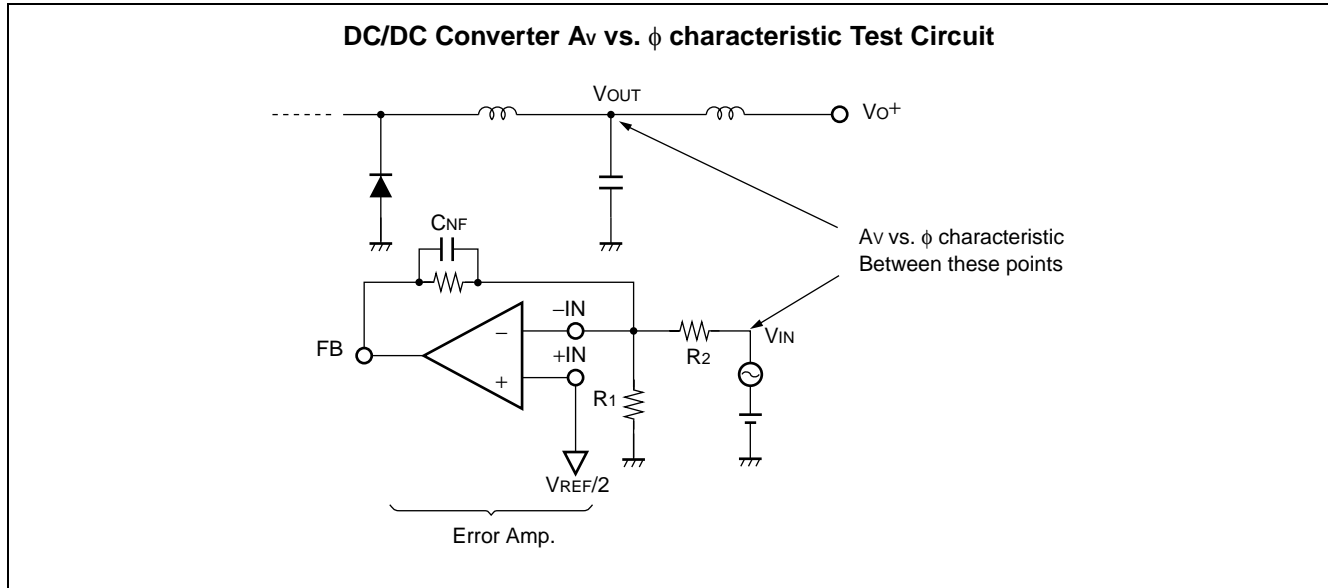 DC/DC Converter AV vs. ϕ characteristic Test Circuit
VOUT
VO+
CNF
AV vs. ϕ characteristic
Between these points
−IN
−
FB
+IN
+
R2
VIN
R1
VREF/2
Error Amp.